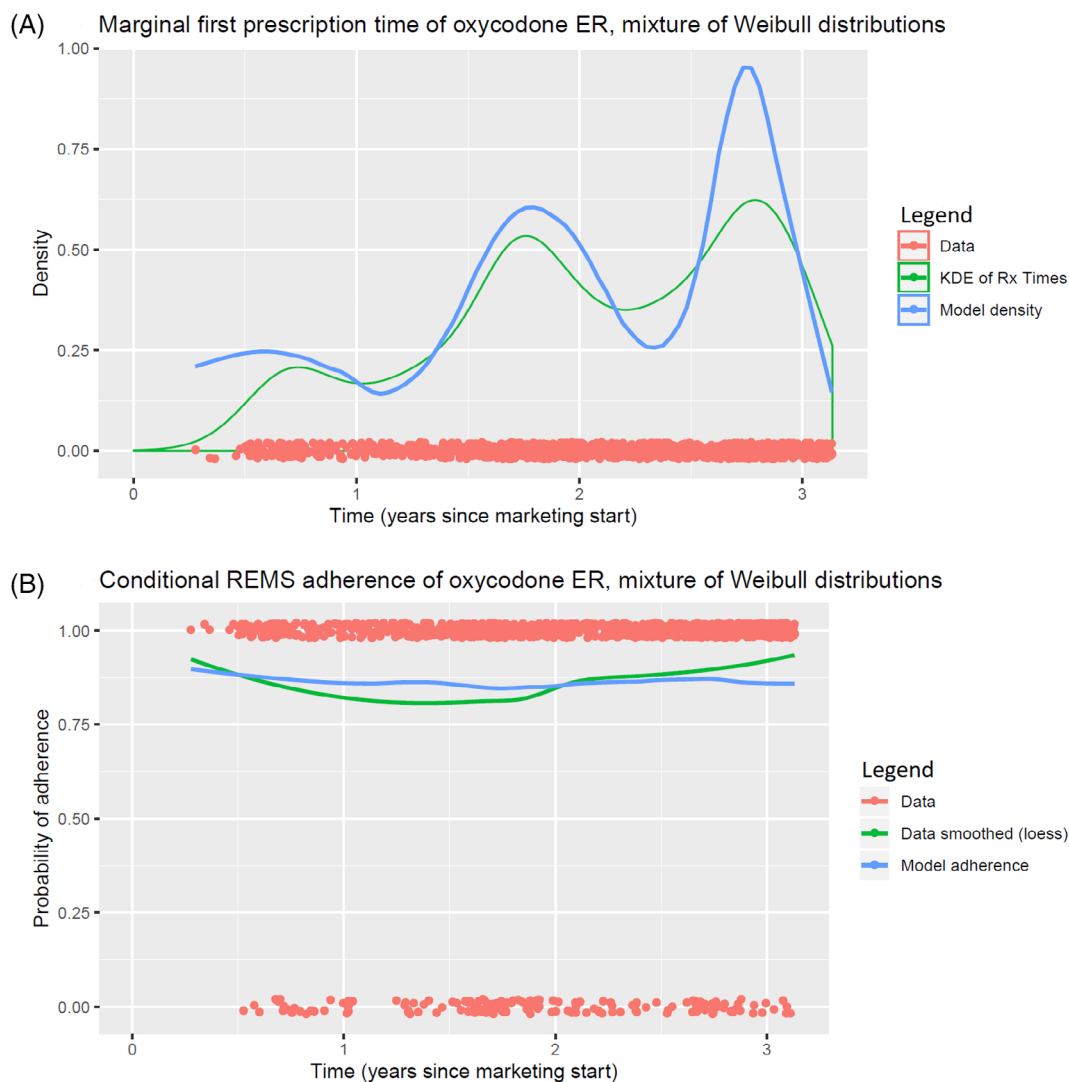 (A) Marginal first prescription time of oxycodone ER, mixture of Weibull distributions
1.00
0.75
0.50
0.25
0.00
Density
0 1 2 3
Time (years since marketing start)
Legend
Data
KDE of Rx Times
Model density
(B) Conditional REMS adherence of oxycodone ER, mixture of Weibull distributions
1.00
0.75
0.50
0.25
0.00
Probability of adherence
0 1 2 3
Time (years since marketing start)
Legend
Data
Data smoothed (loess)
Model adherence